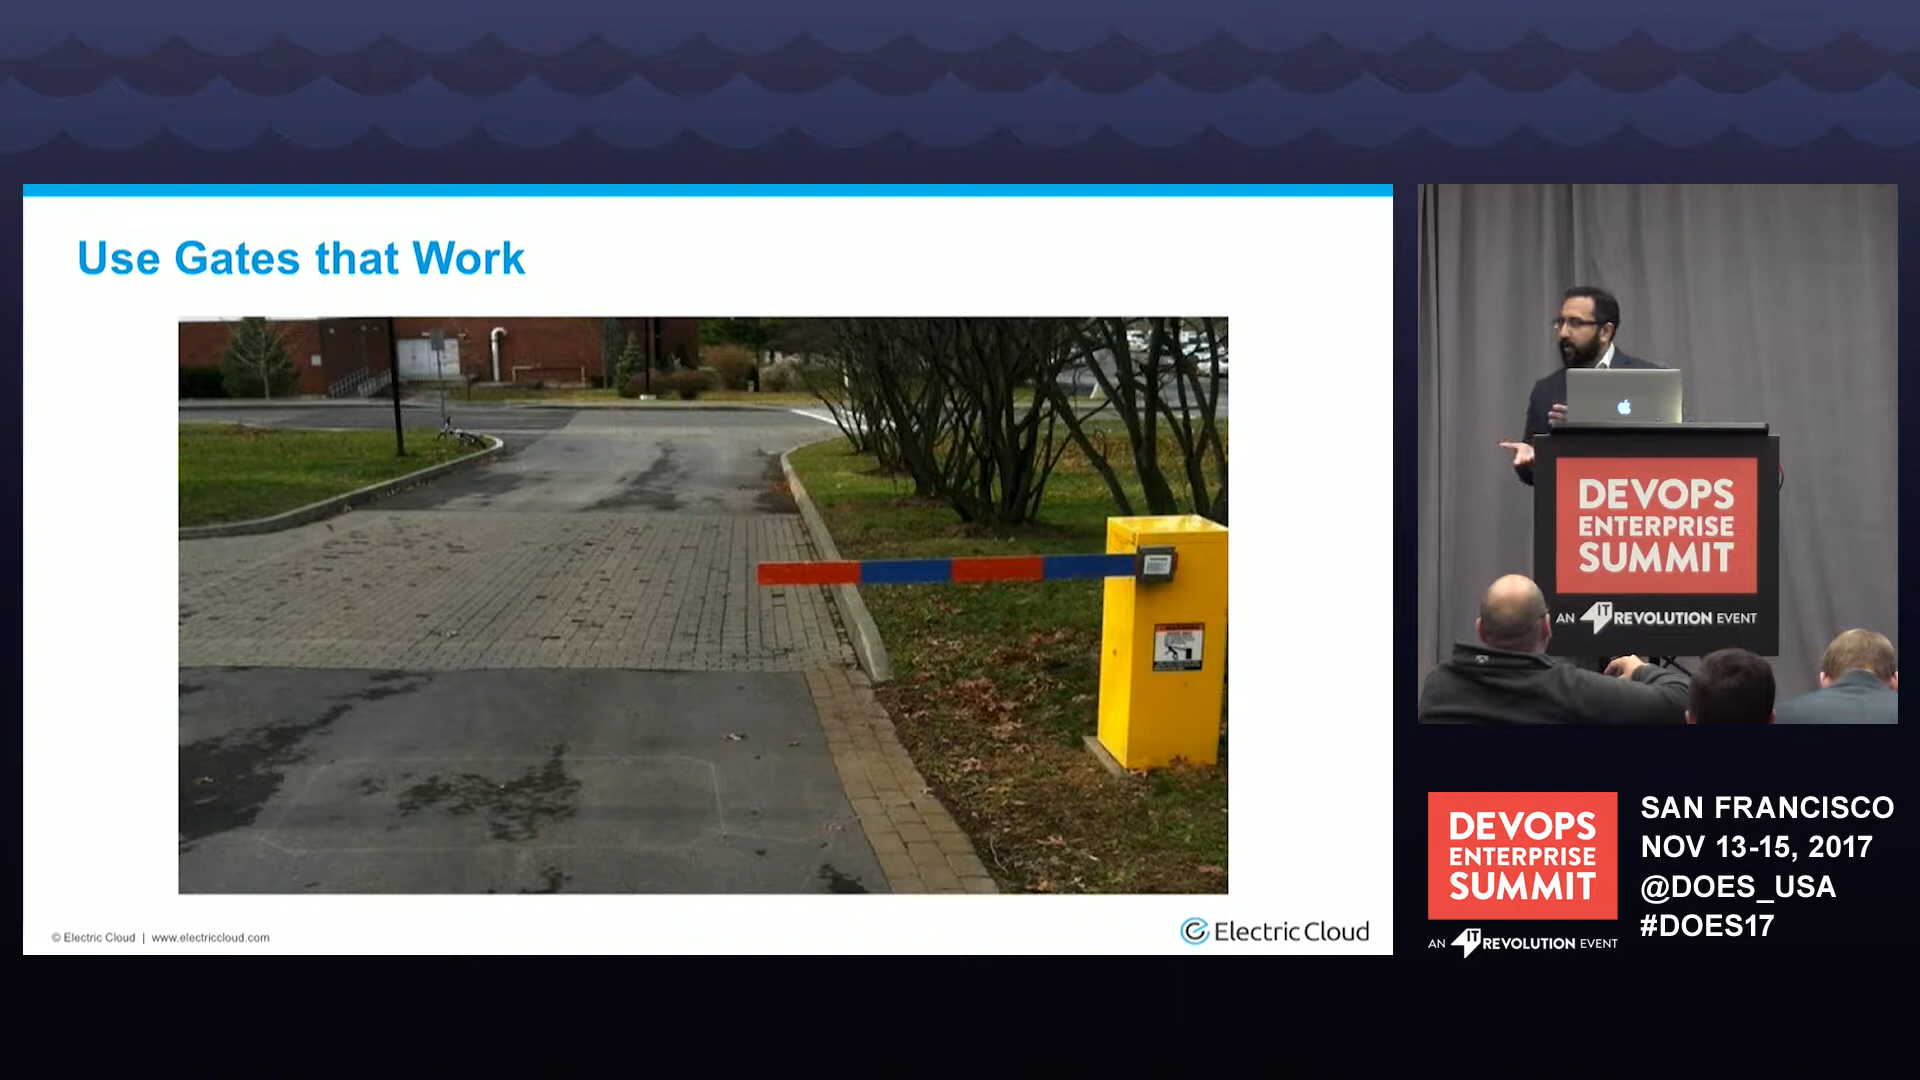 Use Gates that Work
© Electric Cloud | www.electriccloud.com
Electric Cloud
DEVOPS
ENTERPRISE
SUMMIT
AN IT REVOLUTION EVENT
DEVOPS
ENTERPRISE
SUMMIT
AN IT REVOLUTION EVENT
SAN FRANCISCO
NOV 13-15, 2017
@DOES_USA
#DOES17